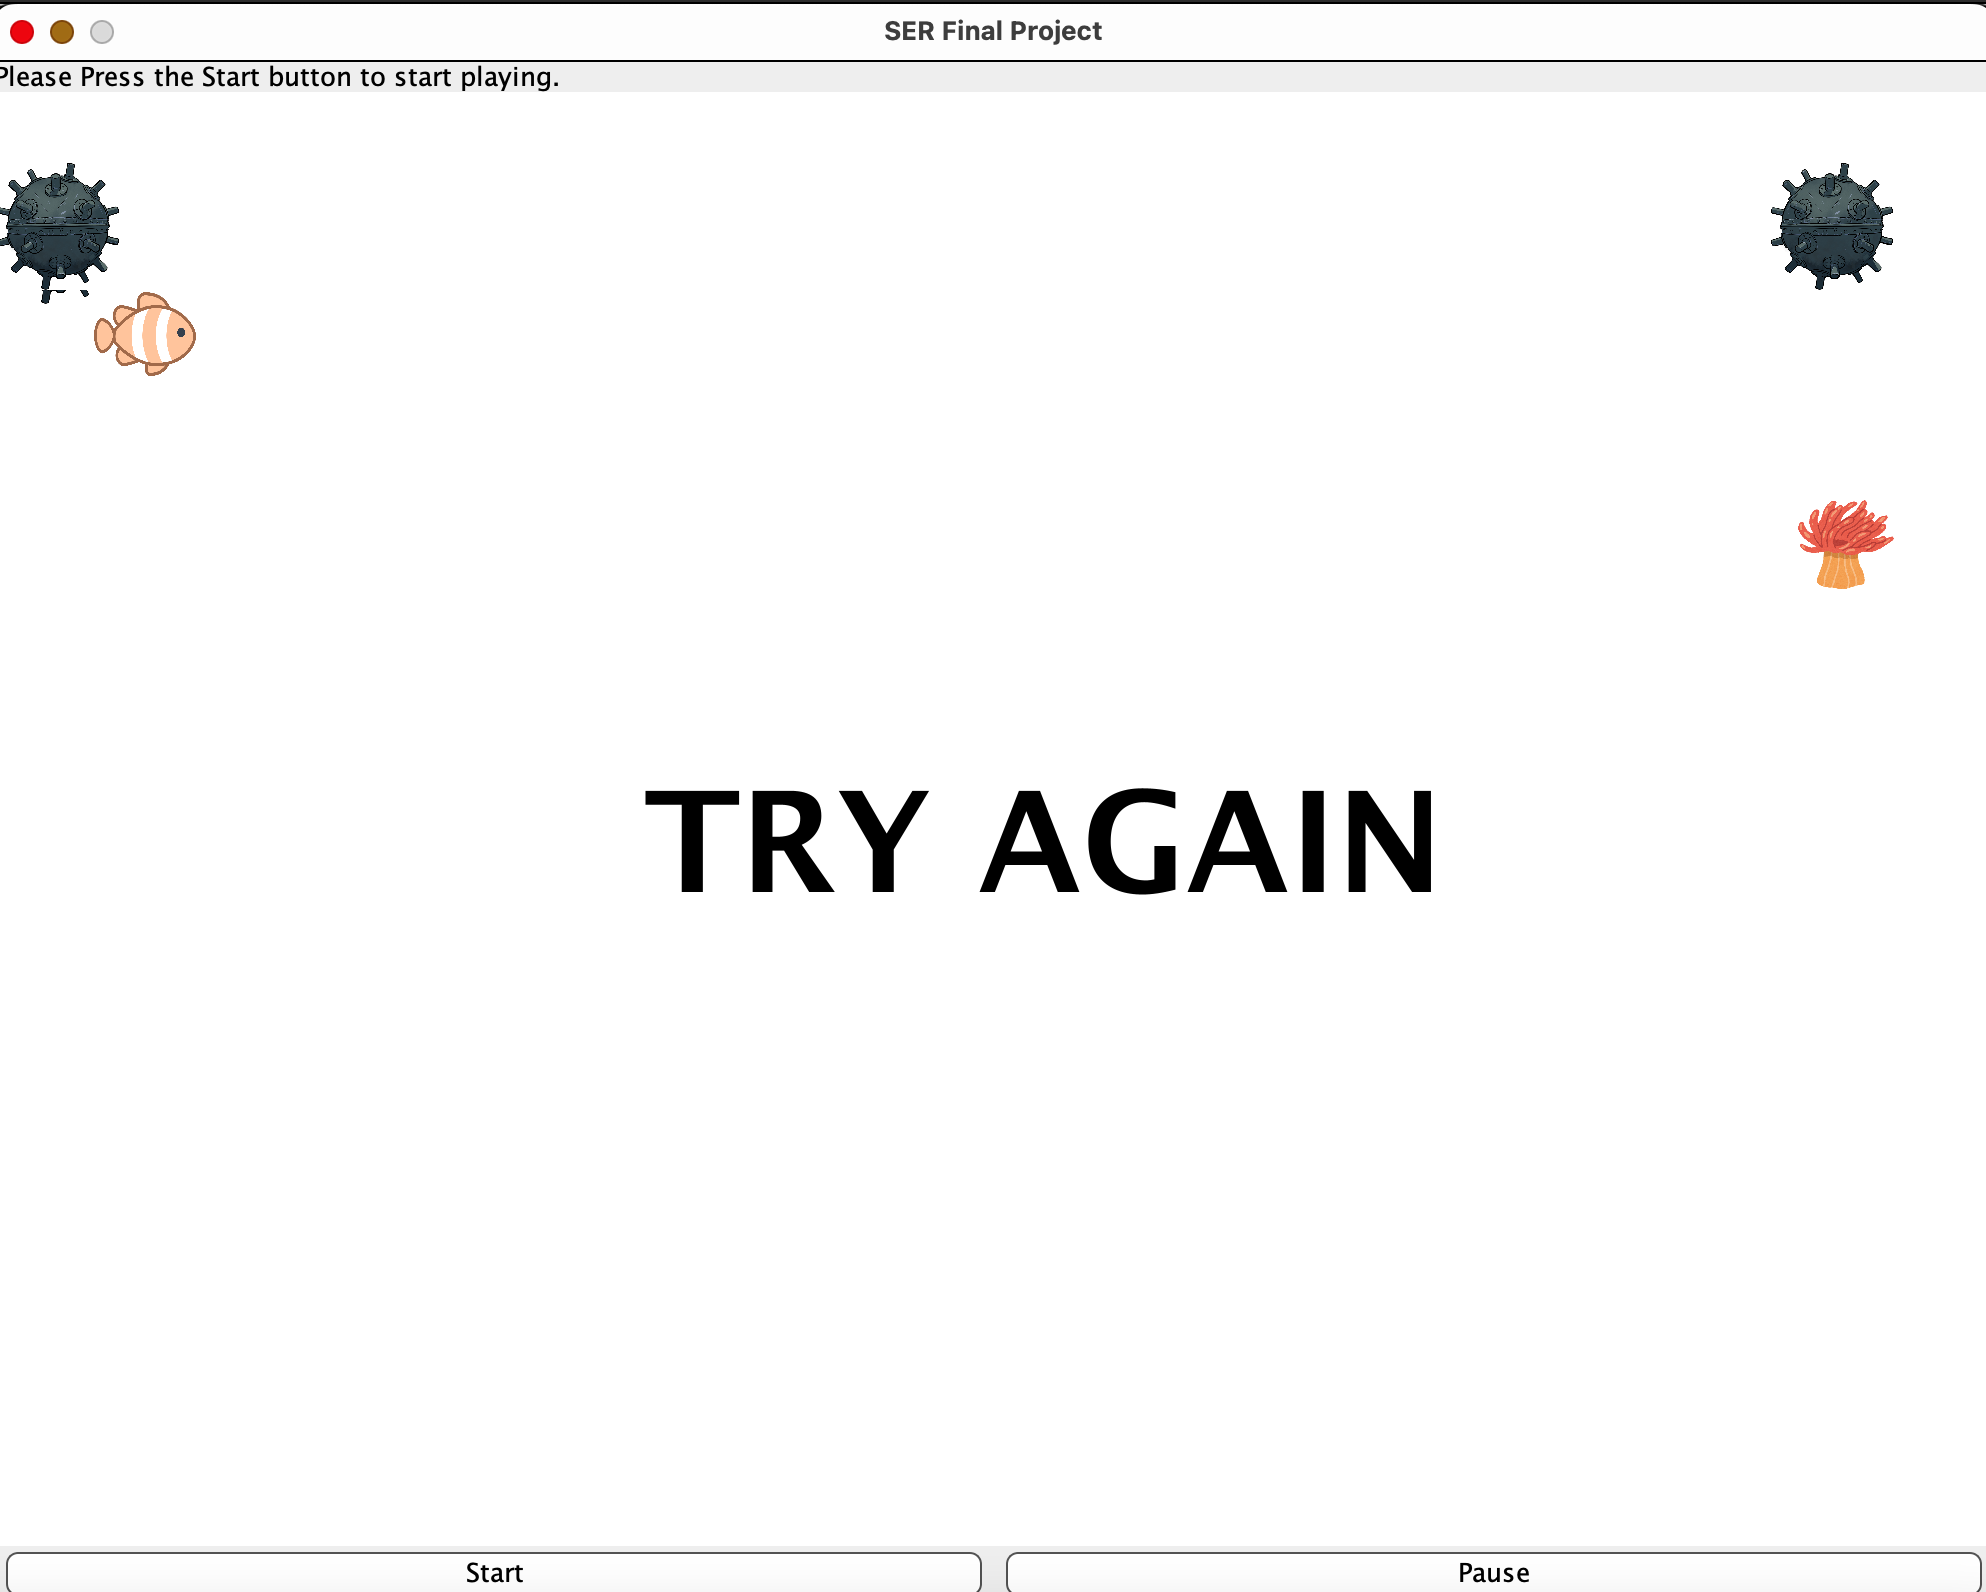 SER Final Project
Please Press the Start button to start playing.
TRY AGAIN
Start
Pause